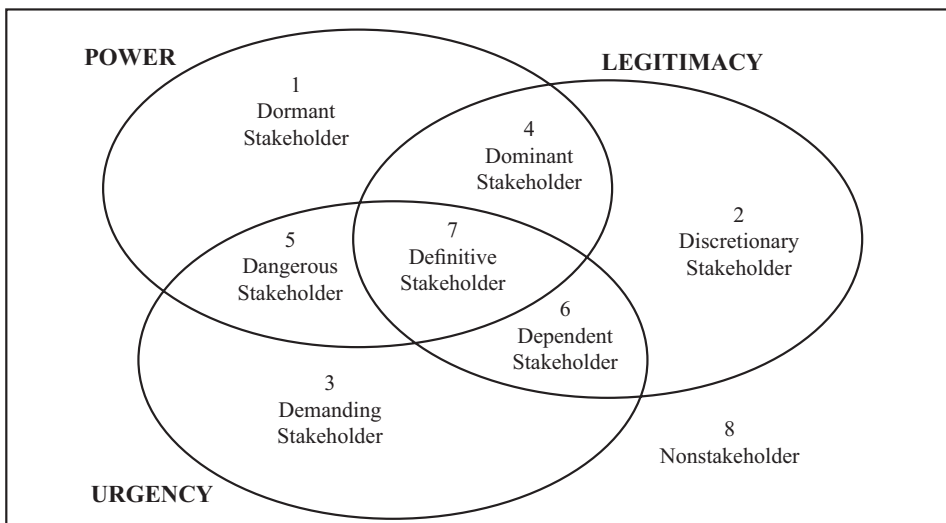 POWER
LEGITIMACY
1
Dormant
Stakeholder
4
Dominant
Stakeholder
2
Discretionary
Stakeholder
5
Dangerous
Stakeholder
7
Definitive
Stakeholder
6
Dependent
Stakeholder
3
Demanding
Stakeholder
8
Nonstakeholder
URGENCY